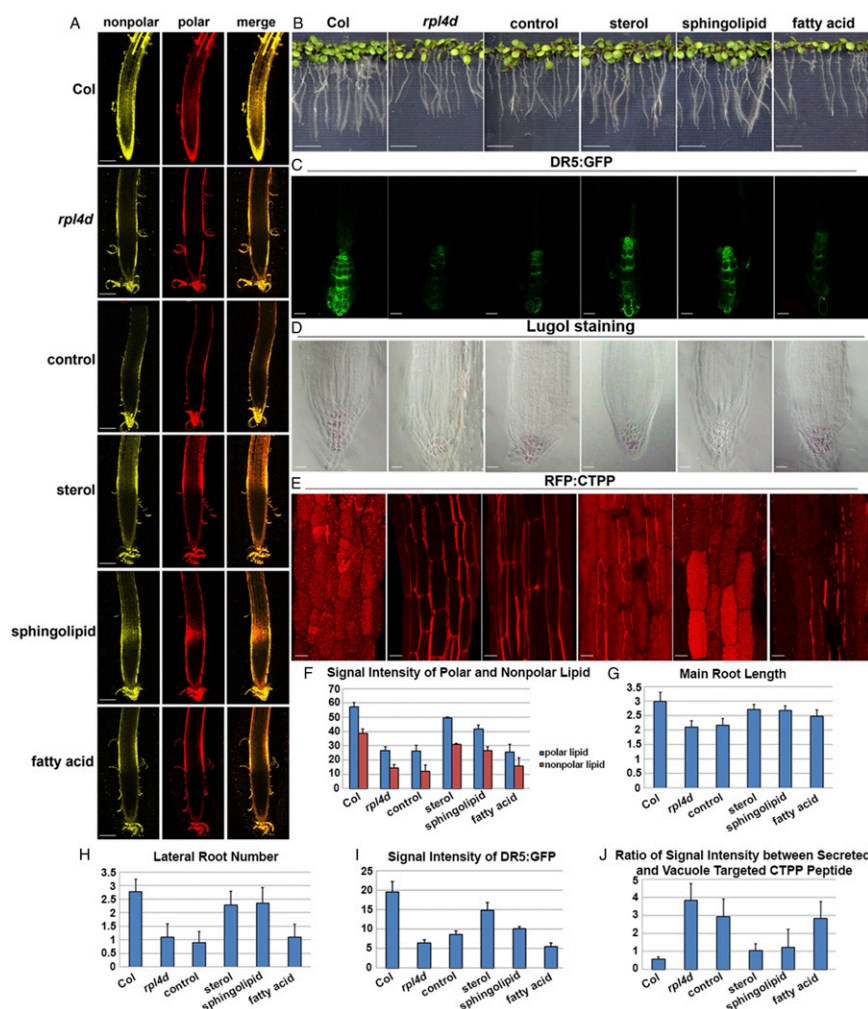 A nonpolar polar merge
Col
rpl4d
control
sterol
sphingolipid
fatty acid
B Col rpl4d control sterol sphingolipid fatty acid
C DR5:GFP
D Lugol staining
E RFP:CTPP
F Signal Intensity of Polar and Nonpolar Lipid
70
60
50
40
30
20
10
0
polar lipid
nonpolar lipid
Col rpl4d control sterol sphingolipid fatty acid
G Main Root Length
3.5
3
2.5
2
1.5
1
0.5
0
Col rpl4d control sterol sphingolipid fatty acid
H Lateral Root Number
3.5
3
2.5
2
1.5
1
0.5
0
Col rpl4d control sterol sphingolipid fatty acid
I Signal Intensity of DR5:GFP
25
20
15
10
5
0
Col rpl4d control sterol sphingolipid fatty acid
J Ratio of Signal Intensity between Secreted
and Vacuole Targeted CTPP Peptide
5
4
3
2
1
0
Col rpl4d control sterol sphingolipid fatty acid